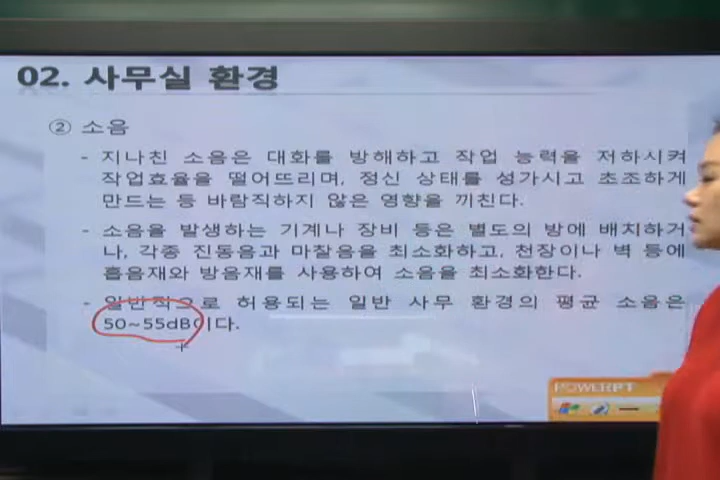 02. 사무실 환경
② 소음
- 지나친 소음은 대화를 방해하고 작업 능력을 저하시켜
작업효율을 떨어뜨리며, 정신 상태를 성가시고 초조하게
만드는 등 바람직하지 않은 영향을 끼친다.
- 소음을 발생하는 기계나 장비 등은 별도의 방에 배치하거
나, 각종 진동음과 마찰음을 최소화하고, 천장이나 벽 등에
흡음재와 방음재를 사용하여 소음을 최소화한다.
- 일반적으로 허용되는 일반 사무 환경의 평균 소음은
50~55dB이다.
POWERPT